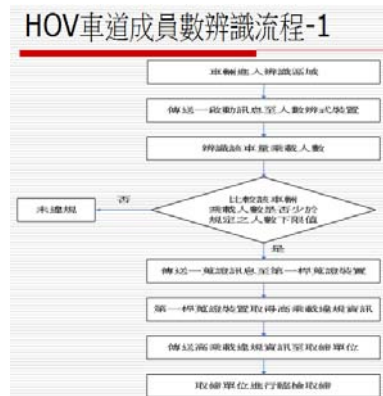 HOV車道成員數辨識流程-1
車輛進入辨識區域
傳送一啟動訊息至人數辨式裝置
辨識該車量乘載人數
比較該車輛
乘載人數是否少於
規定之人數下限值
否
未違規
是
傳送一蒐證訊息至第一桿蒐證裝置
第一桿蒐證裝置取得高乘載違規資訊
傳送高乘載違規資訊至取締單位
取締單位進行臨檢取締